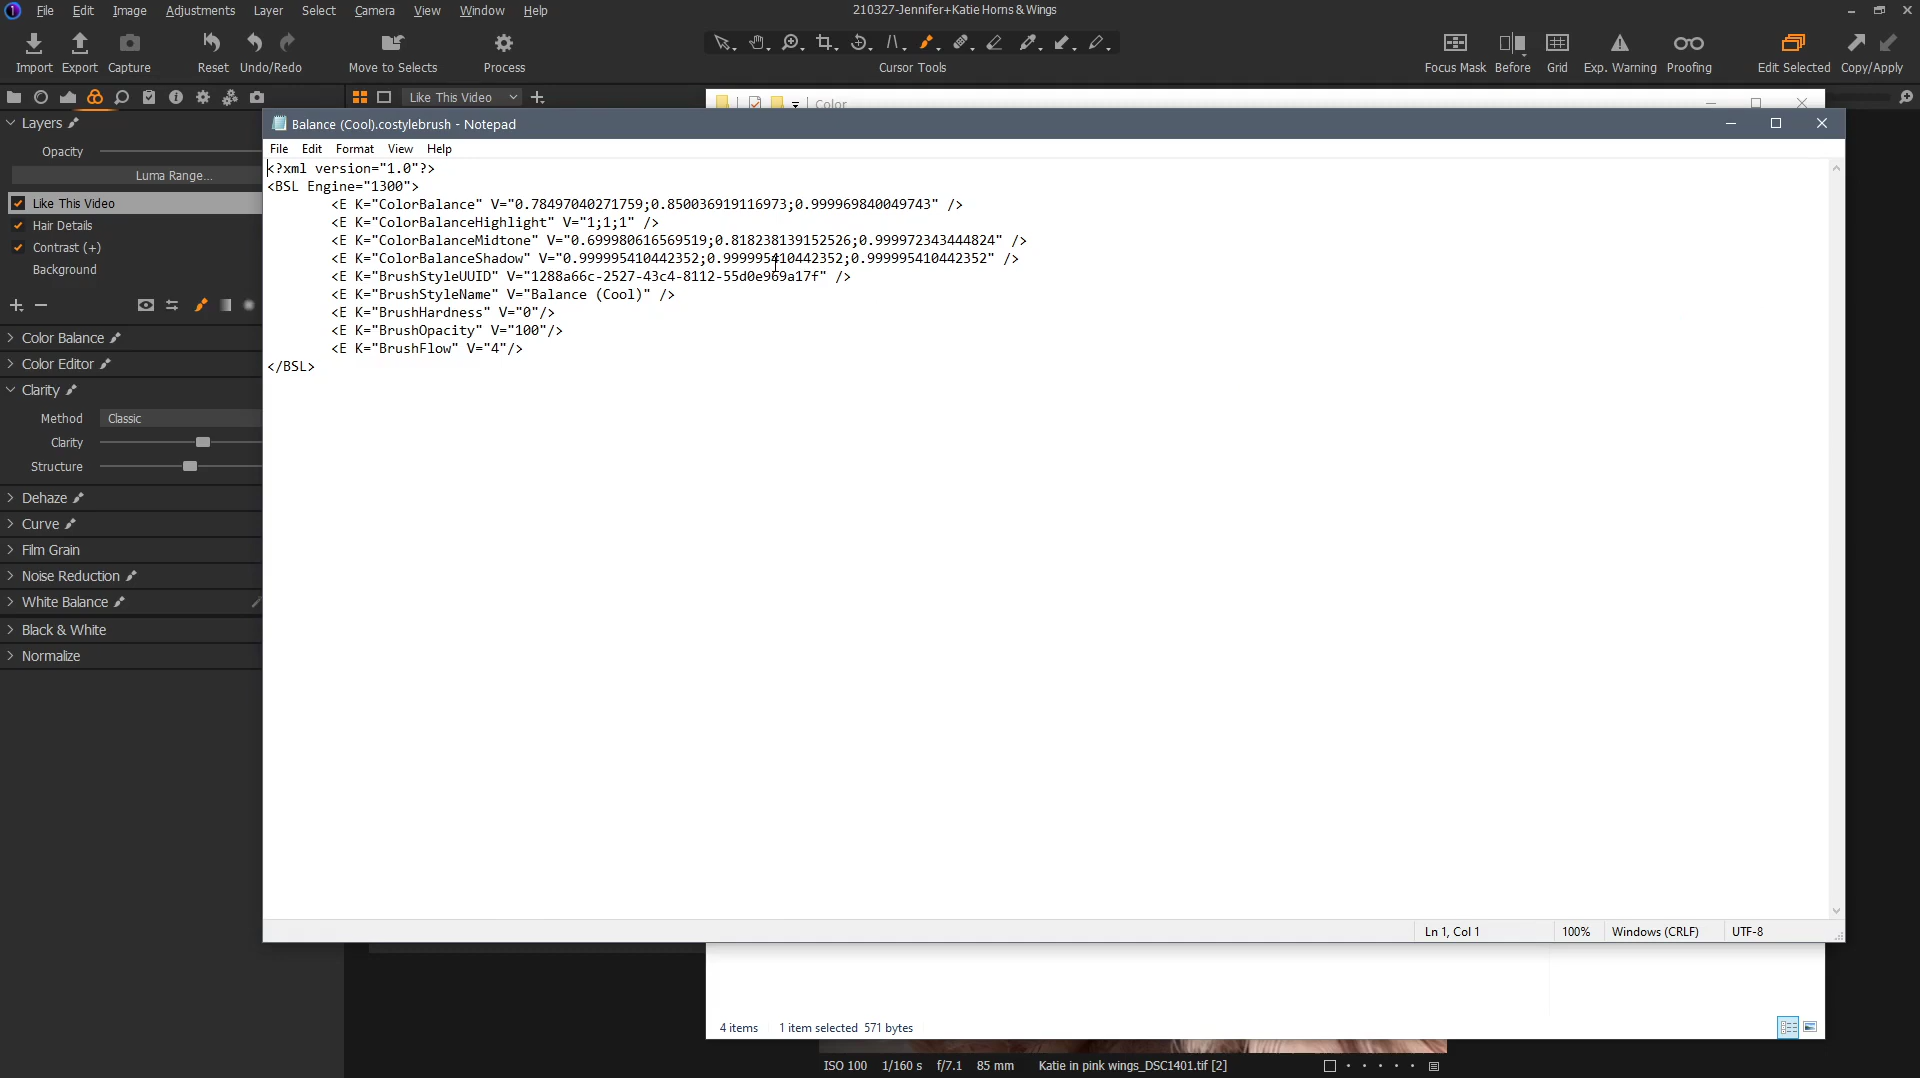 File Edit Image Adjustments Layer Select Camera View Window Help
210327-Jennifer+Katie Horns & Wings
Import Export Capture Reset Undo/Redo Move to Selects Process Cursor Tools Focus Mask Before Grid Exp. Warning Proofing Edit Selected Copy/Apply
Like This Video
Color
Layers
Opacity
Luma Range...
Like This Video
Hair Details
Contrast (+)
Background
Color Balance
Color Editor
Clarity
Method Classic
Clarity
Structure
Dehaze
Curve
Film Grain
Noise Reduction
White Balance
Black & White
Normalize
Balance (Cool).costylebrush - Notepad
File Edit Format View Help
<?xml version="1.0"?>
<BSL Engine="1300">
<E K="ColorBalance" V="0.78497040271759;0.850036919116973;0.999969840049743" />
<E K="ColorBalanceHighlight" V="1;1;1" />
<E K="ColorBalanceMidtone" V="0.699980616569519;0.818238139152526;0.999972343444824" />
<E K="ColorBalanceShadow" V="0.999995410442352;0.999995410442352;0.999995410442352" />
<E K="BrushStyleUUID" V="1288a66c-2527-43c4-8112-55d0e969a17f" />
<E K="BrushStyleName" V="Balance (Cool)" />
<E K="BrushHardness" V="0"/>
<E K="BrushOpacity" V="100"/>
<E K="BrushFlow" V="4"/>
</BSL>
Ln 1, Col 1 100% Windows (CRLF) UTF-8
4 items 1 item selected 571 bytes
ISO 100 1/160 s f/7.1 85 mm Katie in pink wings_DSC1401.tif [2]